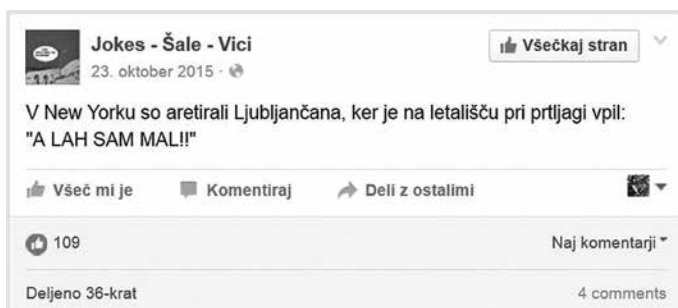 Jokes - Šale - Vici
23. oktober 2015 ·
Všečkaj stran
V New Yorku so aretirali Ljubljančana, ker je na letališču pri prtljagi vpil:
"A LAH SAM MAL!!"
Všeč mi je Komentiraj Deli z ostalimi
109 Naj komentarji
Deljeno 36-krat 4 comments